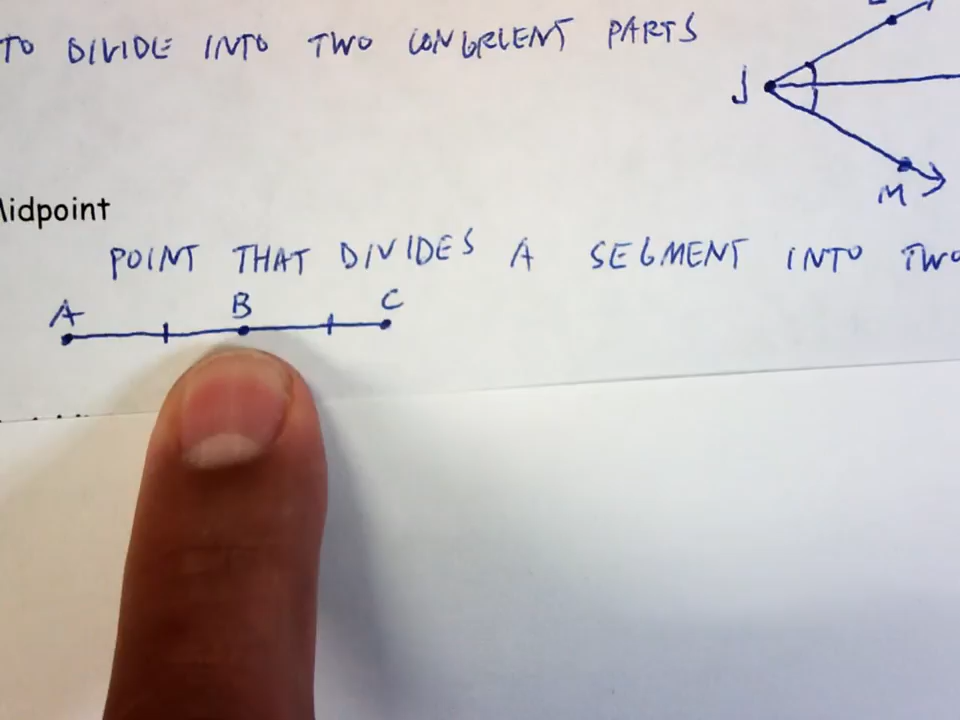 TO DIVIDE INTO TWO CONGRUENT PARTS
J
M
Midpoint
POINT THAT DIVIDES A SEGMENT INTO TWO
A B C